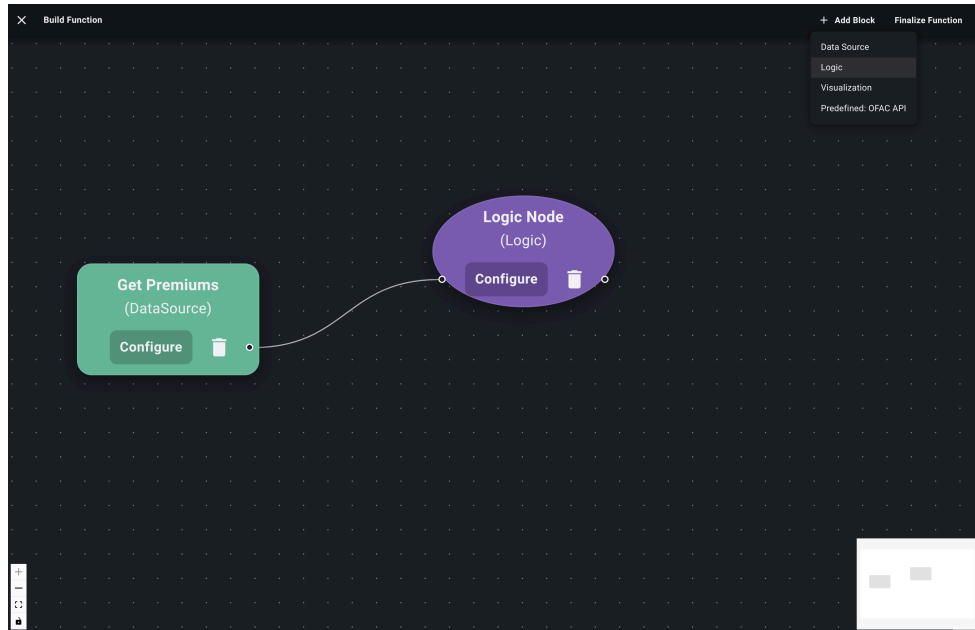 Build Function
+ Add Block
Finalize Function
Data Source
Logic
Visualization
Predefined: OFAC API
Logic Node
(Logic)
Configure
Get Premiums
(DataSource)
Configure